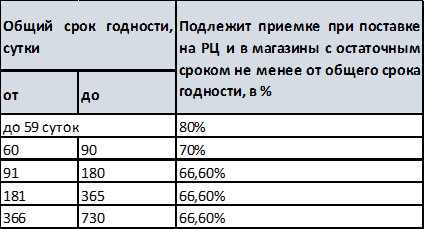 Общий срок годности,
сутки
Подлежит приемке при поставке
на РЦ и в магазины с остаточным
сроком не менее от общего срока
годности, в %
от до
до 59 суток 80%
60 90 70%
91 180 66,60%
181 365 66,60%
366 730 66,60%